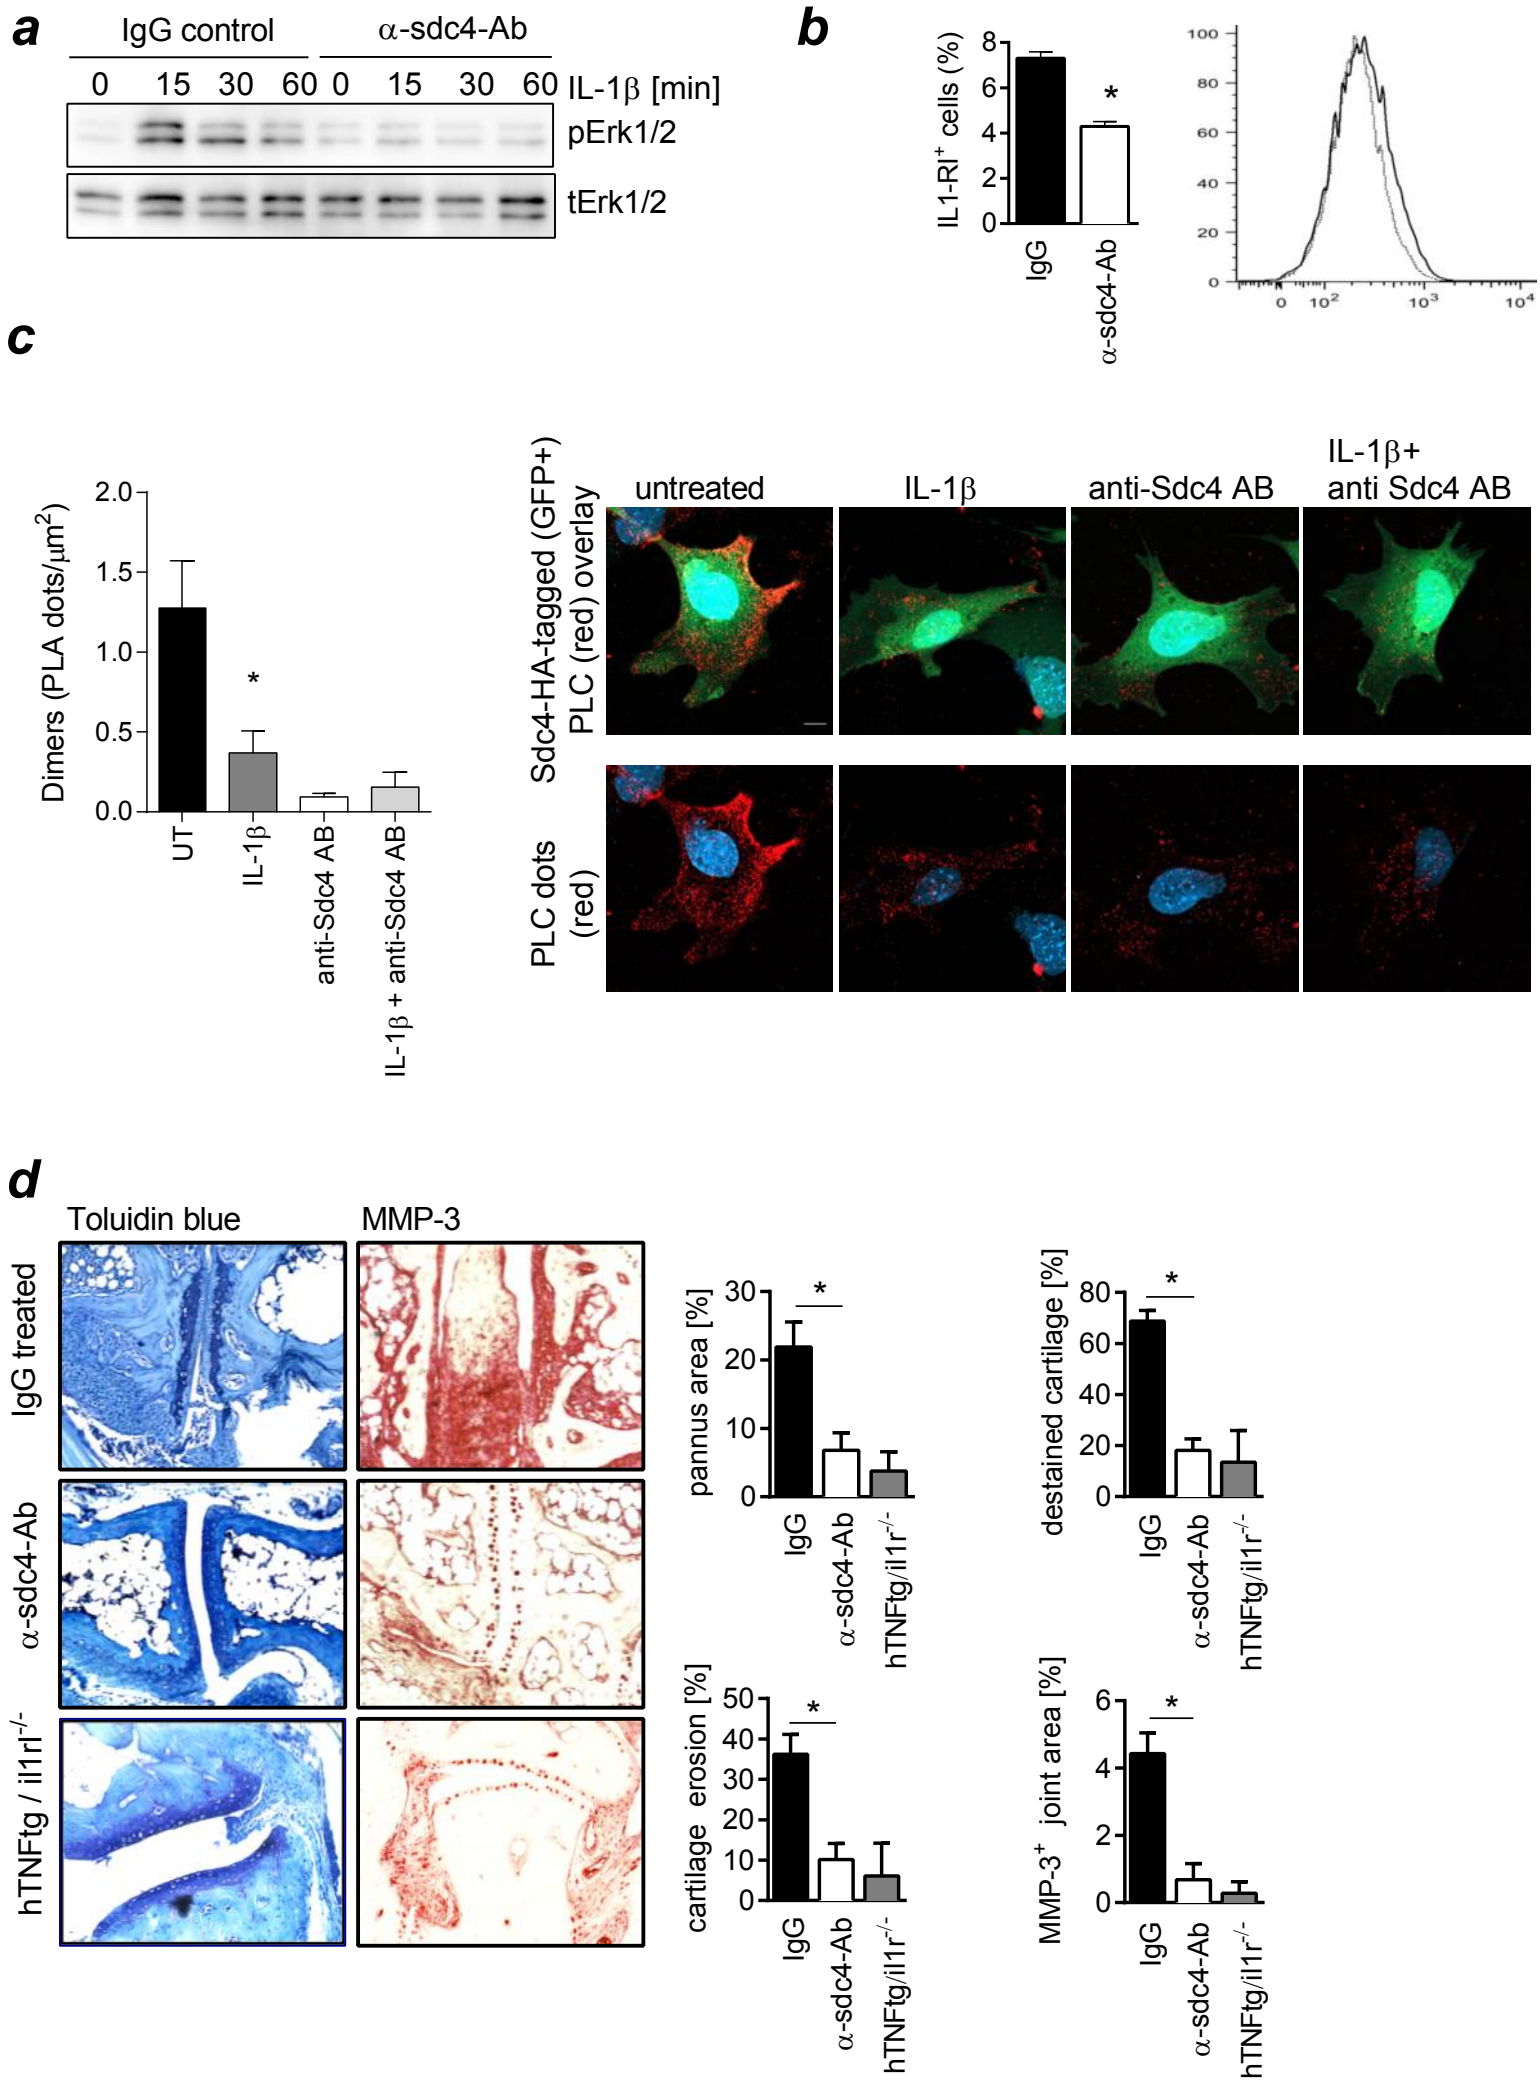 a
IgG control α-sdc4-Ab
0 15 30 60 0 15 30 60 IL-1β [min]
pErk1/2
tErk1/2
b
IL1-RI⁺ cells (%)
8
6
4
2
0
*
IgG
α-sdc4-Ab
100
80
60
40
20
0
0 10² 10³ 10⁴
c
Dimers (PLA dots/μm²)
2.0
1.5
1.0
0.5
0.0
*
UT
IL-1β
anti-Sdc4 AB
IL-1β + anti-Sdc4 AB
Sdc4-HA-tagged (GFP+)
PLC (red) overlay
untreated
IL-1β
anti-Sdc4 AB
IL-1β+
anti Sdc4 AB
PLC dots
(red)
d
Toluidin blue
MMP-3
IgG treated
α-sdc4-Ab
hTNFtg / il1rI⁻/⁻
pannus area [%]
30
20
10
0
*
IgG
α-sdc4-Ab
hTNFtg/il1r⁻/⁻
destained cartilage [%]
80
60
40
20
0
*
IgG
α-sdc4-Ab
hTNFtg/il1r⁻/⁻
cartilage erosion [%]
50
40
30
20
10
0
*
IgG
α-sdc4-Ab
hTNFtg/il1r⁻/⁻
MMP-3⁺ joint area [%]
6
4
2
0
*
IgG
α-sdc4-Ab
hTNFtg/il1r⁻/⁻